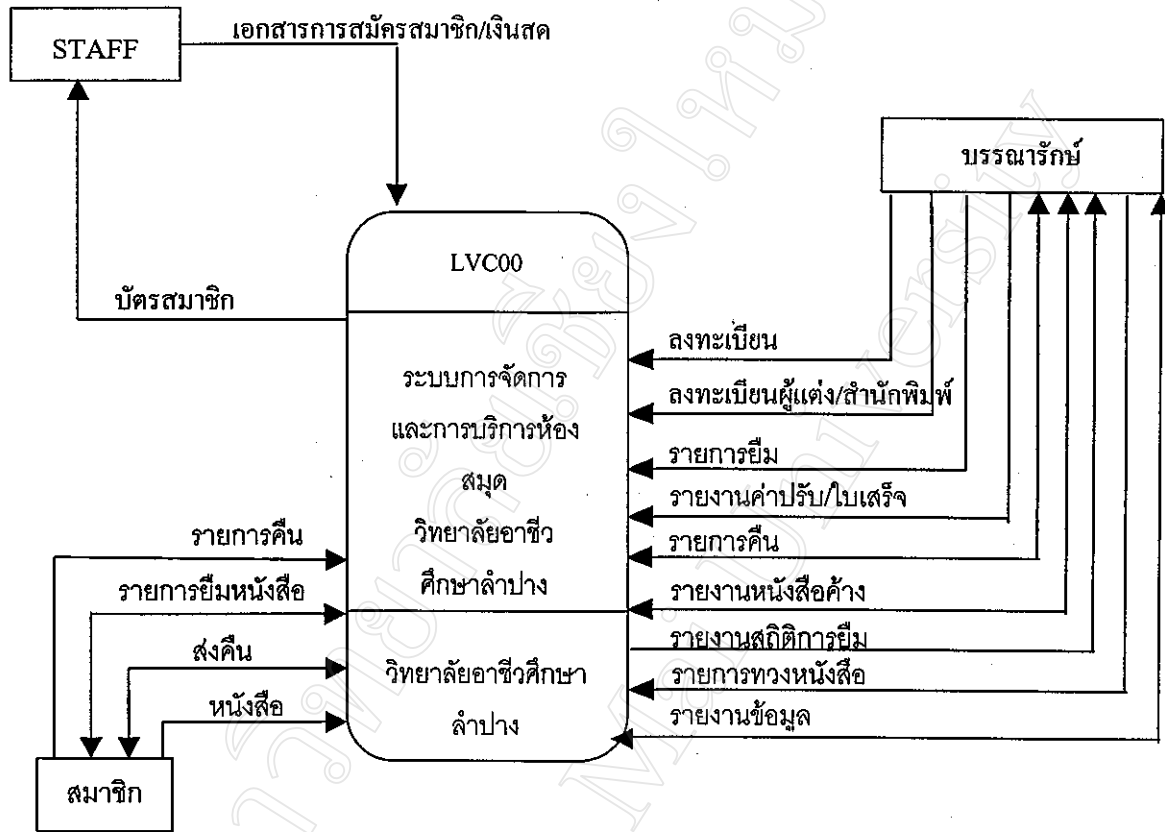 เอกสารการสมัครสมาชิก/เงินสด
STAFF
บรรณารักษ์
LVC00
บัตรสมาชิก
ลงทะเบียน
ระบบการจัดการ
และการบริการห้อง
สมุด
วิทยาลัยอาชีว
ศึกษาลำปาง
ลงทะเบียนผู้แต่ง/สำนักพิมพ์
รายการยืม
รายงานค่าปรับ/ใบเสร็จ
รายการคืน
รายงานหนังสือค้าง
รายงานสถิติการยืม
รายการทวงหนังสือ
รายงานข้อมูล
รายการคืน
รายการยืมหนังสือ
ส่งคืน
หนังสือ
วิทยาลัยอาชีวศึกษา
ลำปาง
สมาชิก
Mai University